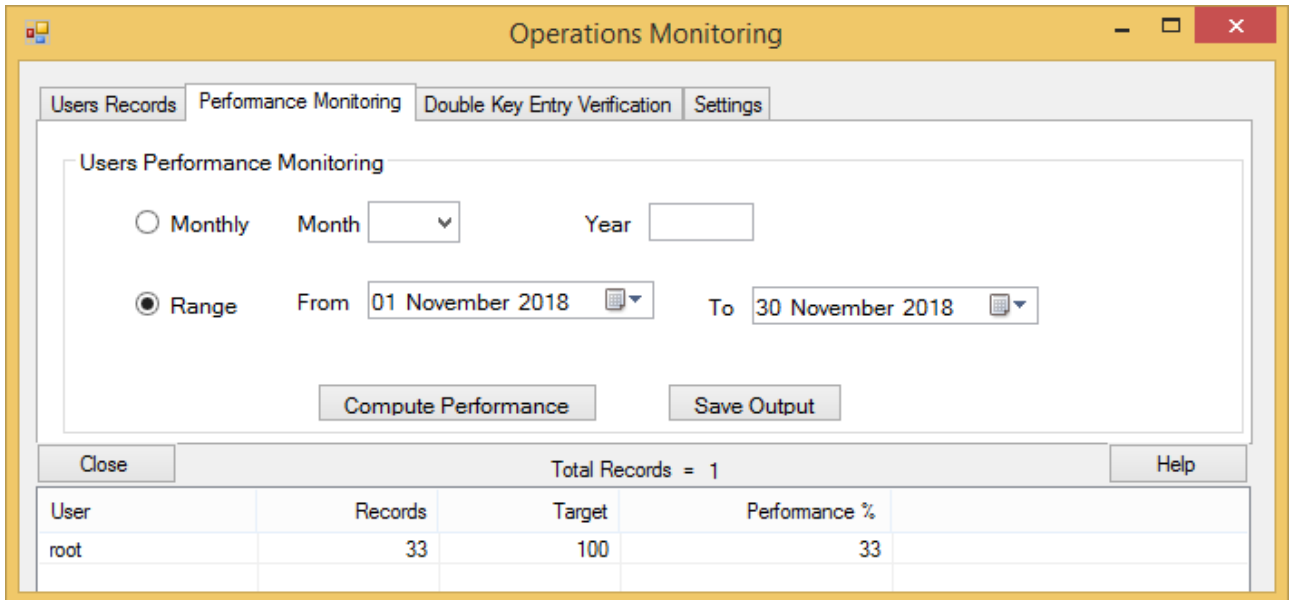 Operations Monitoring
Users Records Performance Monitoring Double Key Entry Verification Settings
Users Performance Monitoring
Monthly Month Year
Range From 01 November 2018 To 30 November 2018
Compute Performance Save Output
Close Total Records = 1 Help
User Records Target Performance %
root 33 100 33